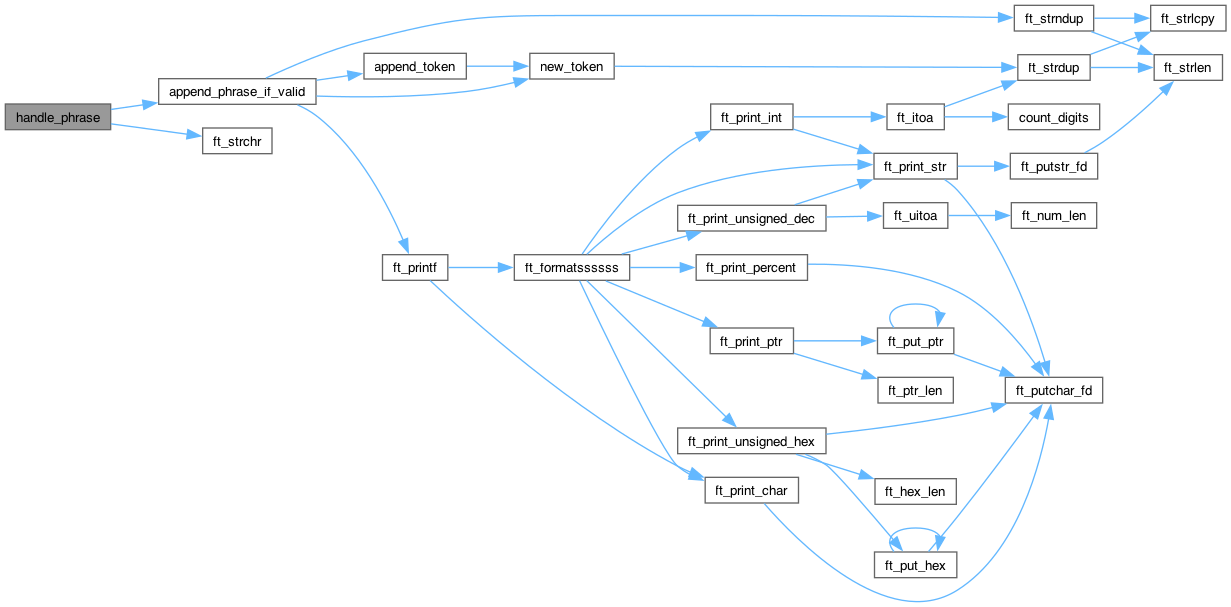 handle_phrase
append_phrase_if_valid
ft_strchr
append_token
new_token
ft_printf
ft_formatssssss
ft_print_int
ft_print_unsigned_dec
ft_print_percent
ft_print_ptr
ft_print_unsigned_hex
ft_print_char
ft_itoa
ft_print_str
ft_uitoa
ft_put_ptr
ft_ptr_len
ft_hex_len
ft_put_hex
ft_strndup
ft_strdup
count_digits
ft_putstr_fd
ft_num_len
ft_putchar_fd
ft_strlcpy
ft_strlen